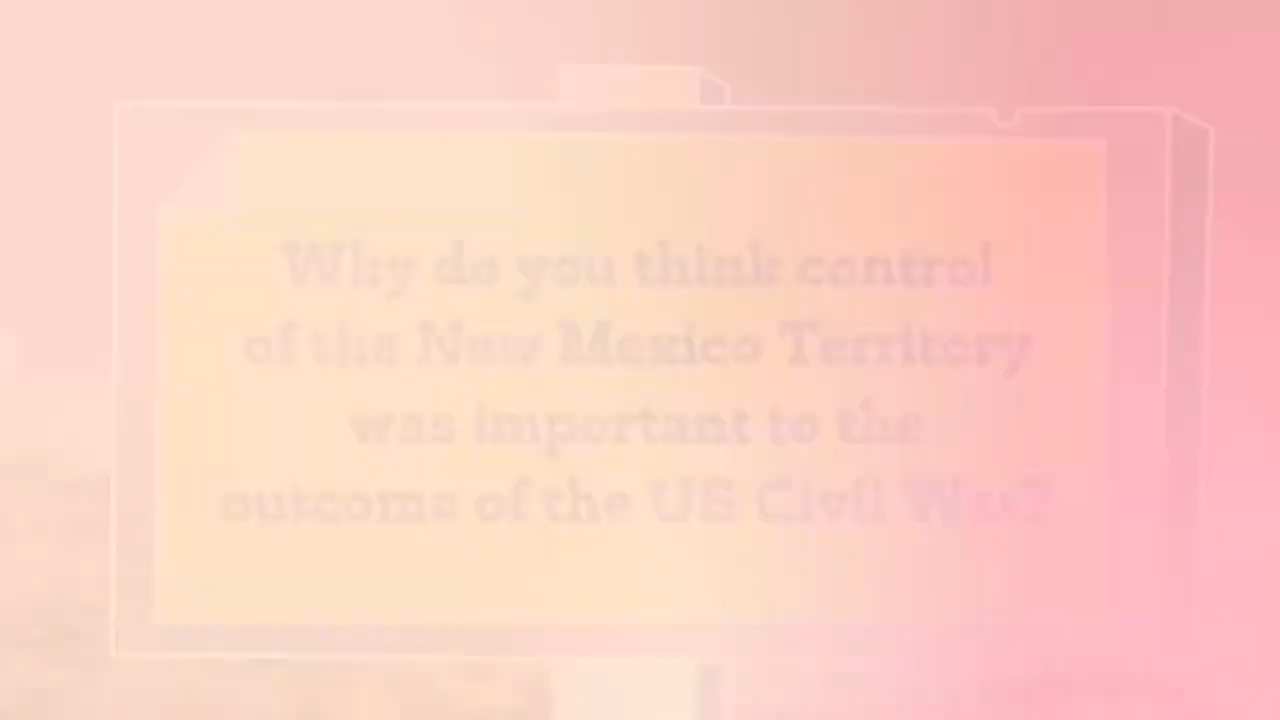 Why do you think control
of the New Mexico Territory
was important to the
outcome of the US Civil War?